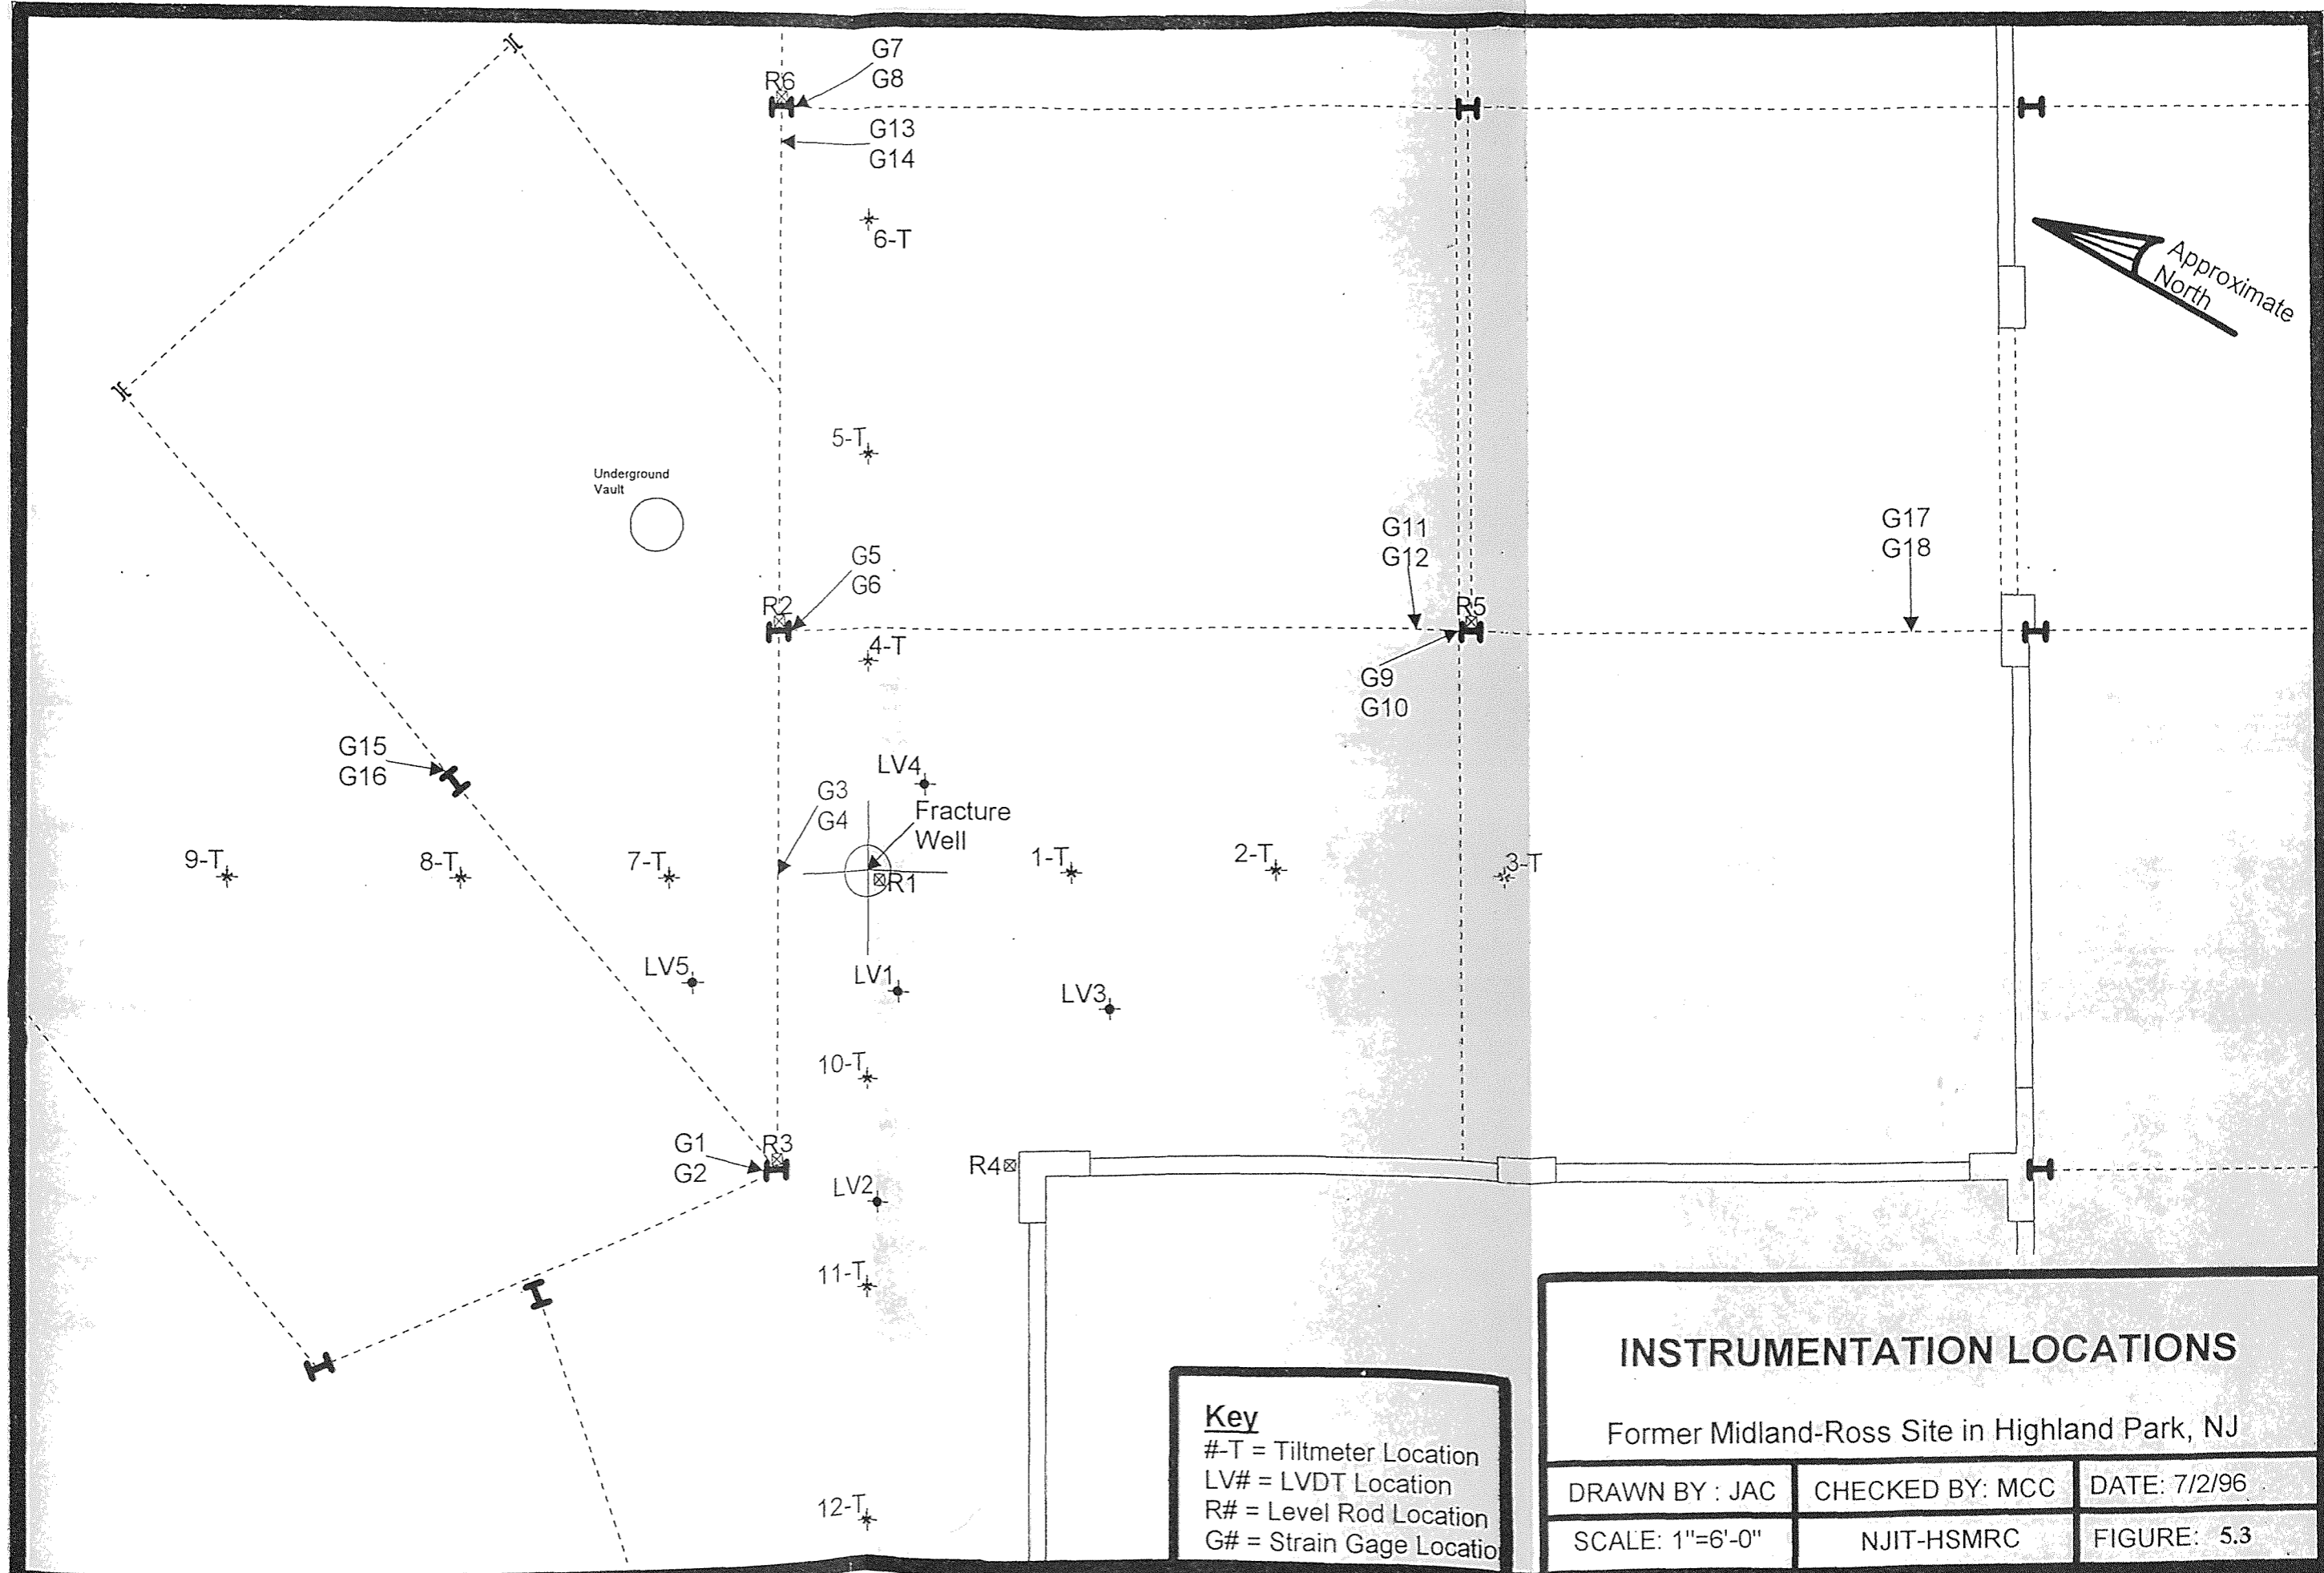 G7
G8
R6
G13
G14
6-T
Approximate
North
5-T
Underground
Vault
G5
G6
R2
4-T
G11
G12
R5
G9
G10
G17
G18
G15
G16
LV4
G3
G4
Fracture
Well
9-T
8-T
7-T
R1
1-T
2-T
3-T
LV5
LV1
LV3
10-T
G1
G2
R3
R4
LV2
11-T
12-T
Key
#-T = Tiltmeter Location
LV# = LVDT Location
R# = Level Rod Location
G# = Strain Gage Locatio
INSTRUMENTATION LOCATIONS
Former Midland-Ross Site in Highland Park, NJ
DRAWN BY : JAC
CHECKED BY: MCC
DATE: 7/2/96
SCALE: 1"=6'-0"
NJIT-HSMRC
FIGURE: 5.3